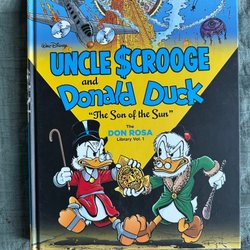 Walt Disney
UNCLE $CROOGE
and
Donald Duck
"The Son of the Sun"
The
DON ROSA
Library Vol. 1